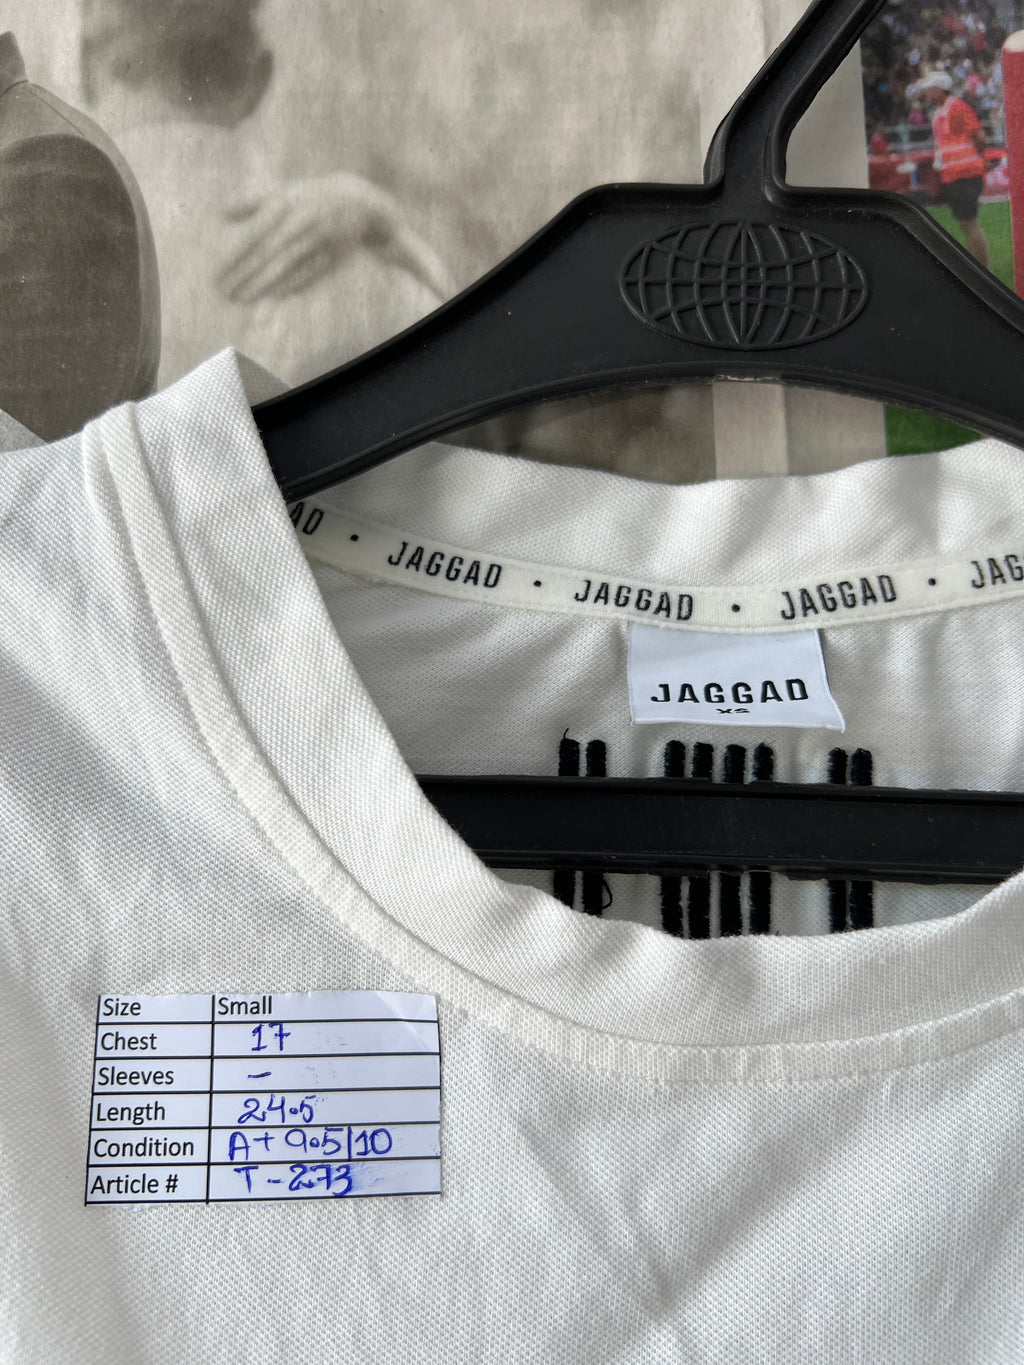 AD • JAGGAD • JAGGAD • JAGGAD • JAG
JAGGAD
XS
Size Small
Chest 17
Sleeves –
Length 24.5
Condition A+ 9.5/10
Article # T-273